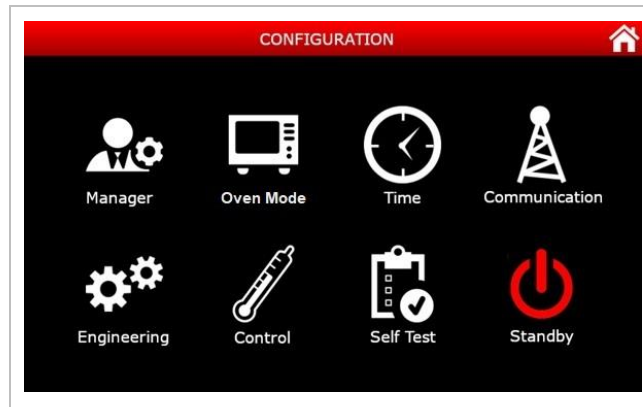 CONFIGURATION
Manager
Oven Mode
Time
Communication
Engineering
Control
Self Test
Standby